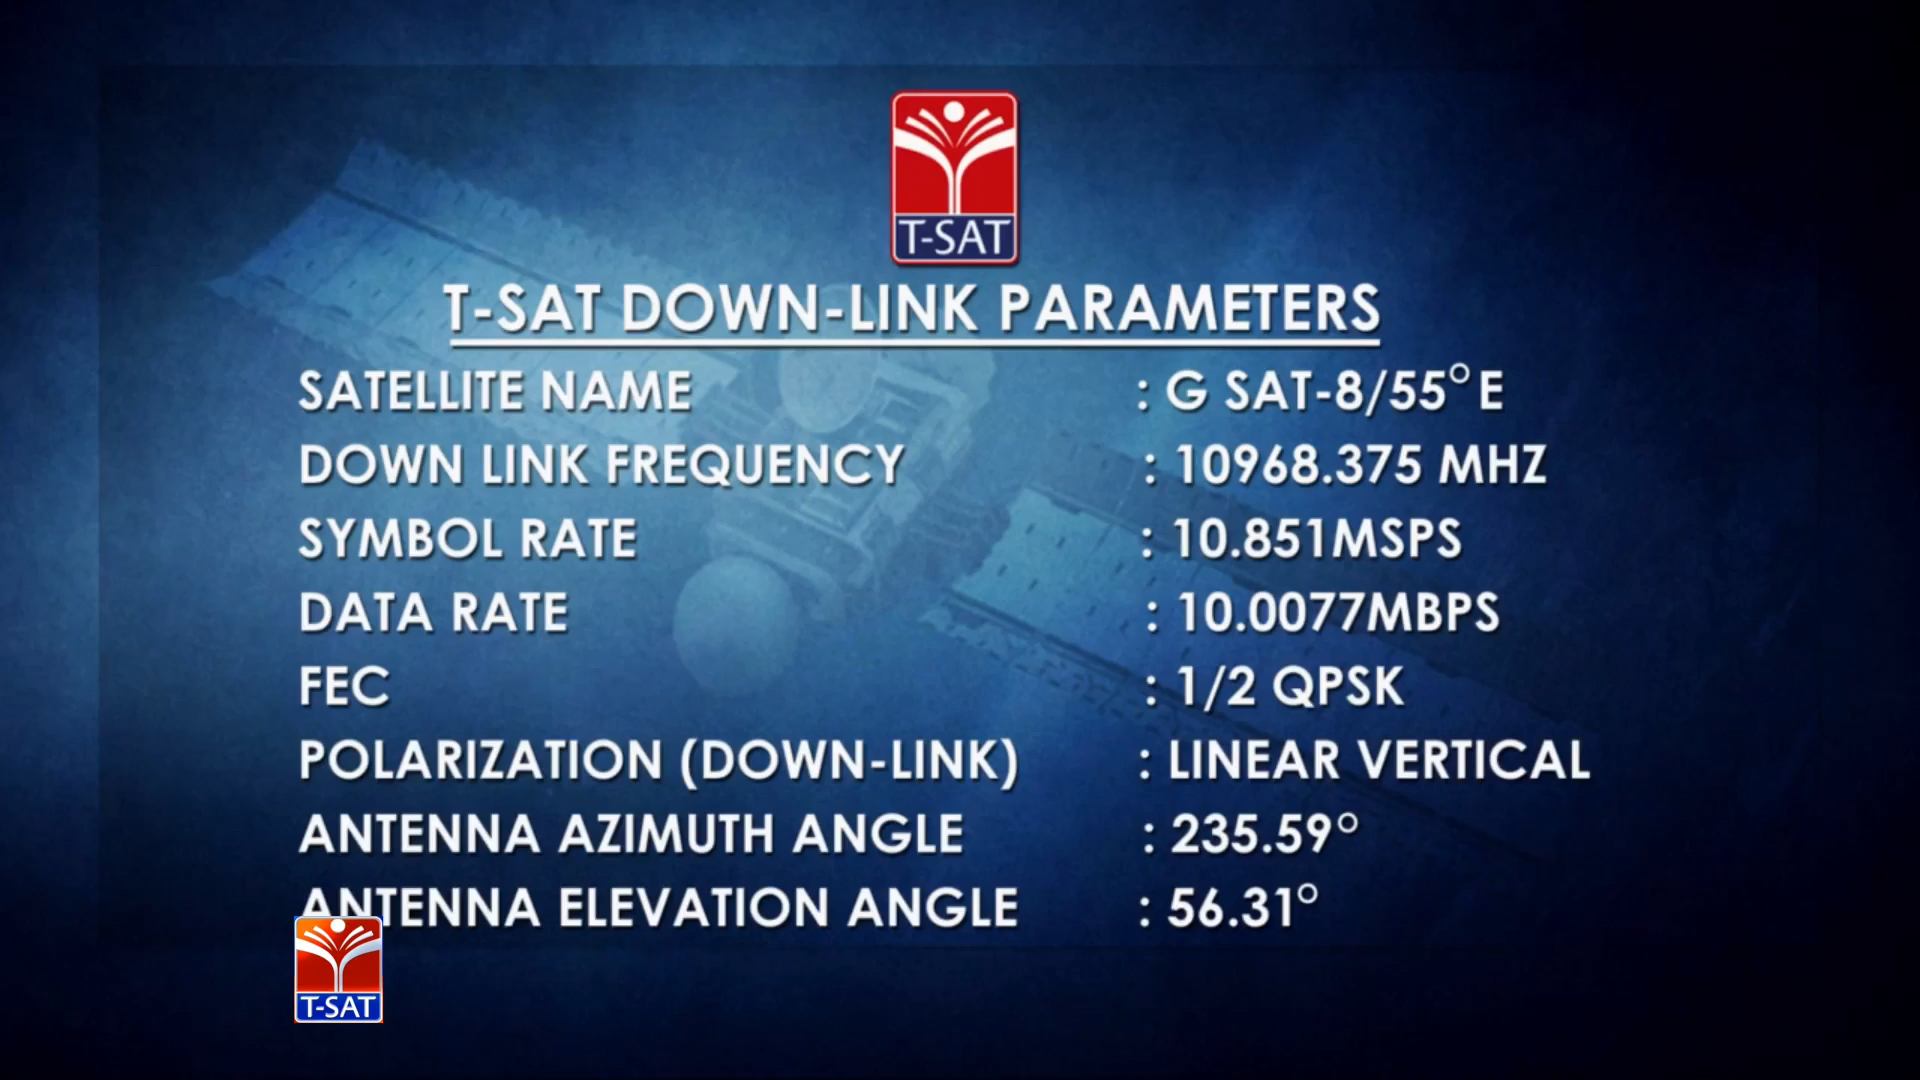 T-SAT
T-SAT DOWN-LINK PARAMETERS
SATELLITE NAME : G SAT-8/55° E
DOWN LINK FREQUENCY : 10968.375 MHZ
SYMBOL RATE : 10.851MSPS
DATA RATE : 10.0077MBPS
FEC : 1/2 QPSK
POLARIZATION (DOWN-LINK) : LINEAR VERTICAL
ANTENNA AZIMUTH ANGLE : 235.59°
ANTENNA ELEVATION ANGLE : 56.31°
T-SAT